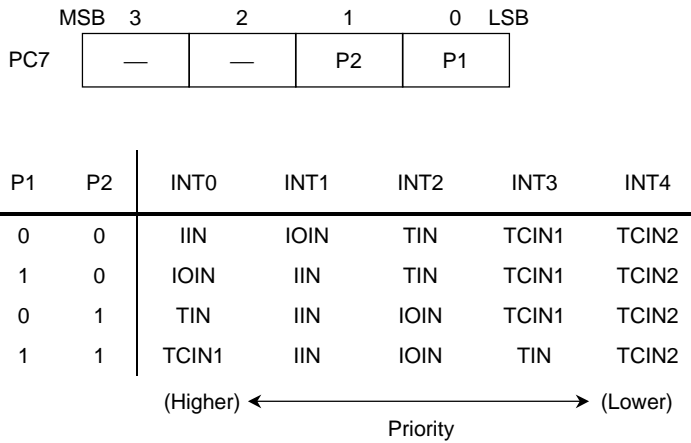 MSB 3 2 1 0 LSB
PC7 — — P2 P1
P1 P2 INT0 INT1 INT2 INT3 INT4
0 0 IIN IOIN TIN TCIN1 TCIN2
1 0 IOIN IIN TIN TCIN1 TCIN2
0 1 TIN IIN IOIN TCIN1 TCIN2
1 1 TCIN1 IIN IOIN TIN TCIN2
(Higher) (Lower)
Priority